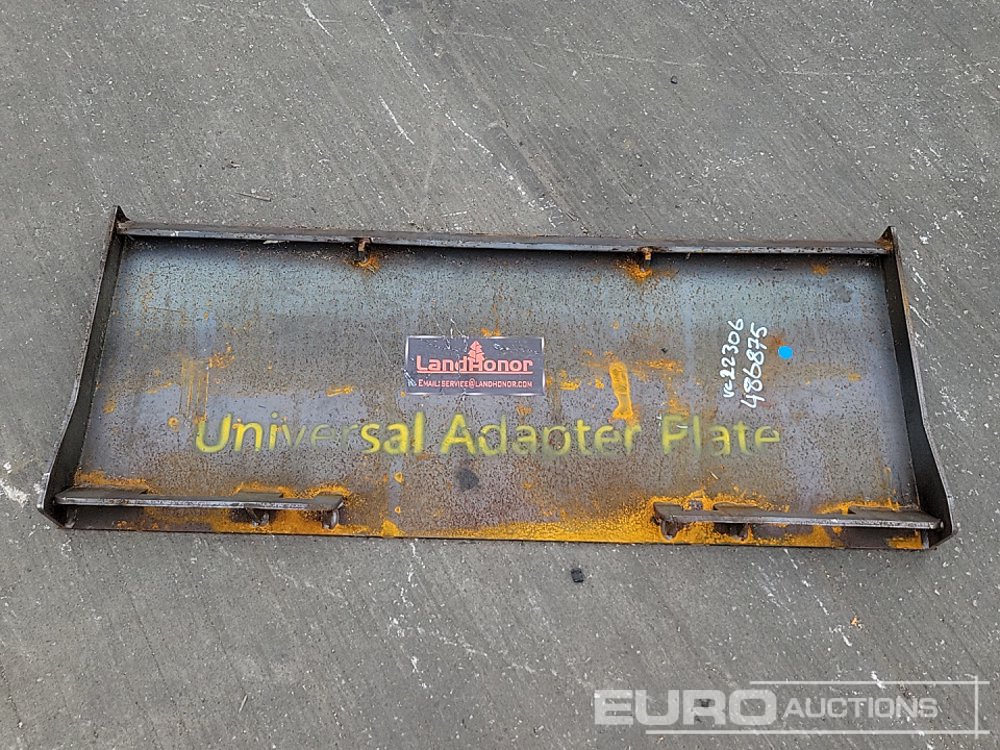 LandHonor
Email:service@landhonor.com
Universal Adapter Plate
22306
486875
EURO AUCTIONS